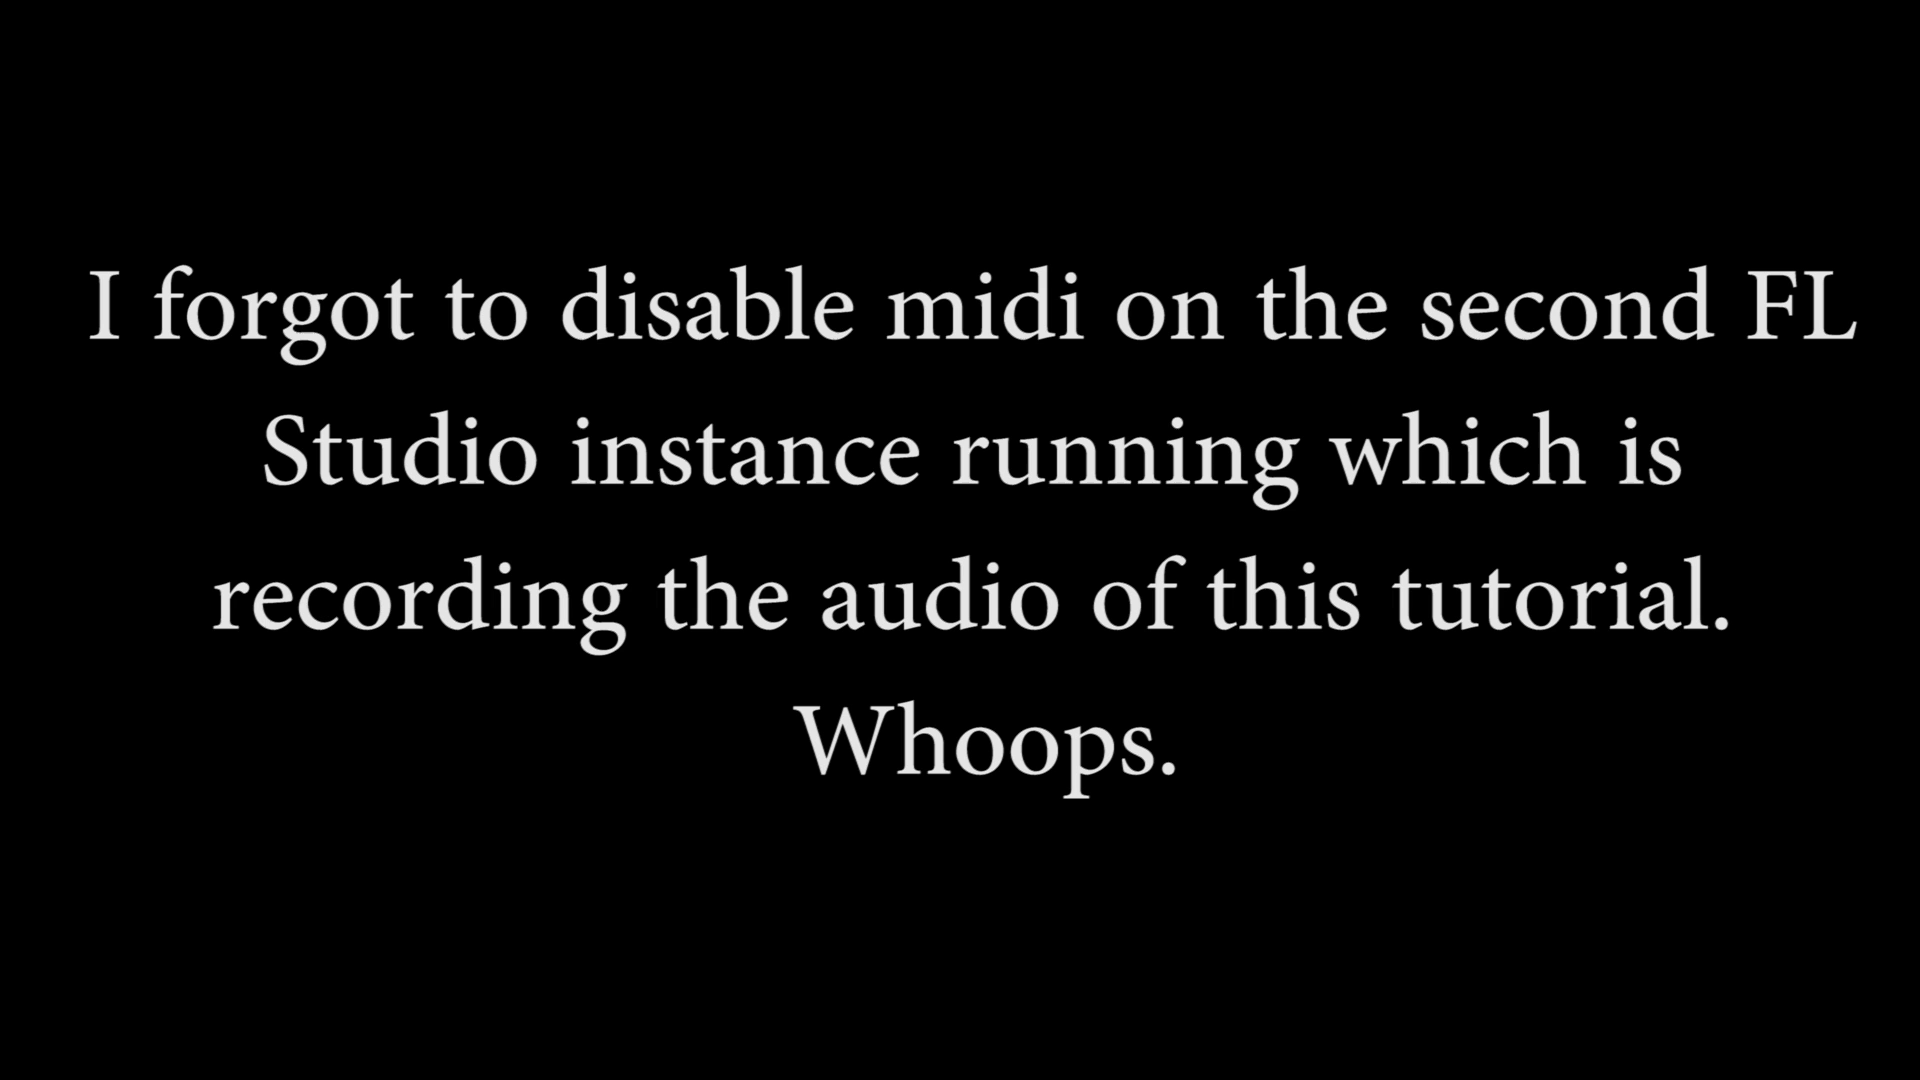 I forgot to disable midi on the second FL
Studio instance running which is
recording the audio of this tutorial.
Whoops.